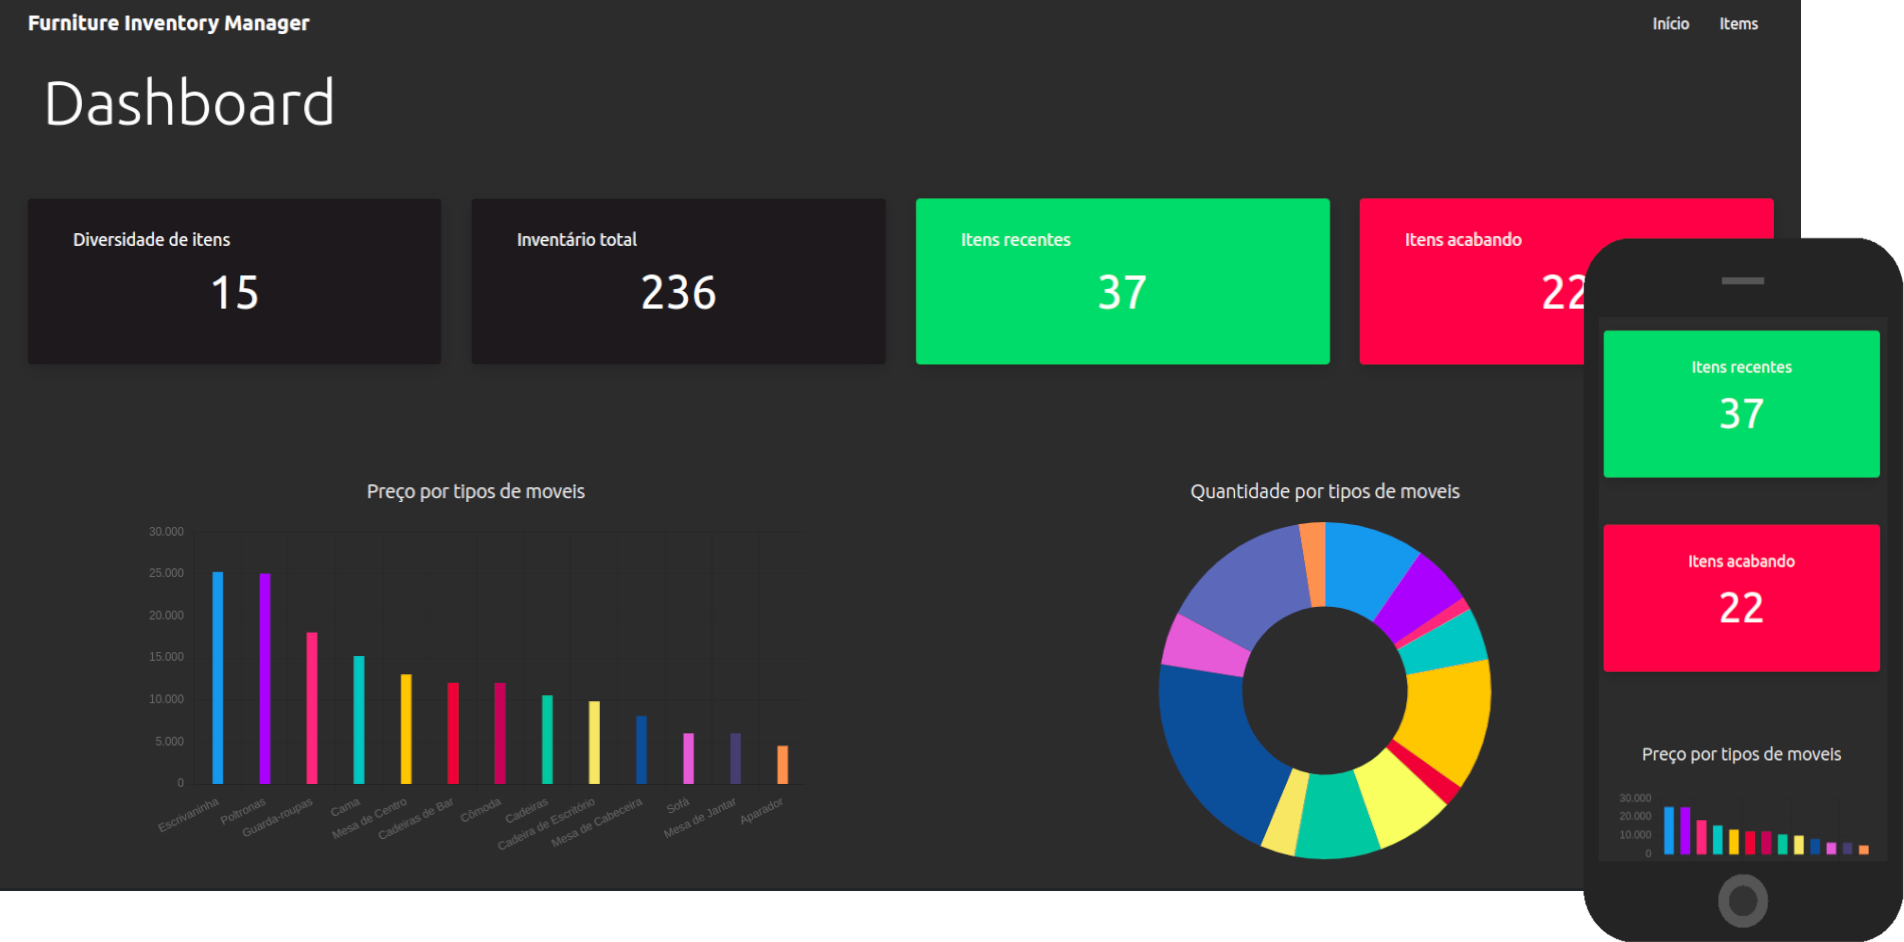 Furniture Inventory Manager
Início Items
Dashboard
Diversidade de itens
15
Inventário total
236
Itens recentes
37
Itens acabando
22
Preço por tipos de moveis
30.000
25.000
20.000
15.000
10.000
5.000
0
Escrivaninha
Poltronas
Guarda-roupas
Cama
Mesa de Centro
Cadeiras de Bar
Cômoda
Cadeiras
Cadeira de Escritório
Mesa de Cabeceira
Sofá
Mesa de Jantar
Aparador
Quantidade por tipos de moveis
Itens recentes
37
Itens acabando
22
Preço por tipos de moveis
30.000
20.000
10.000
0